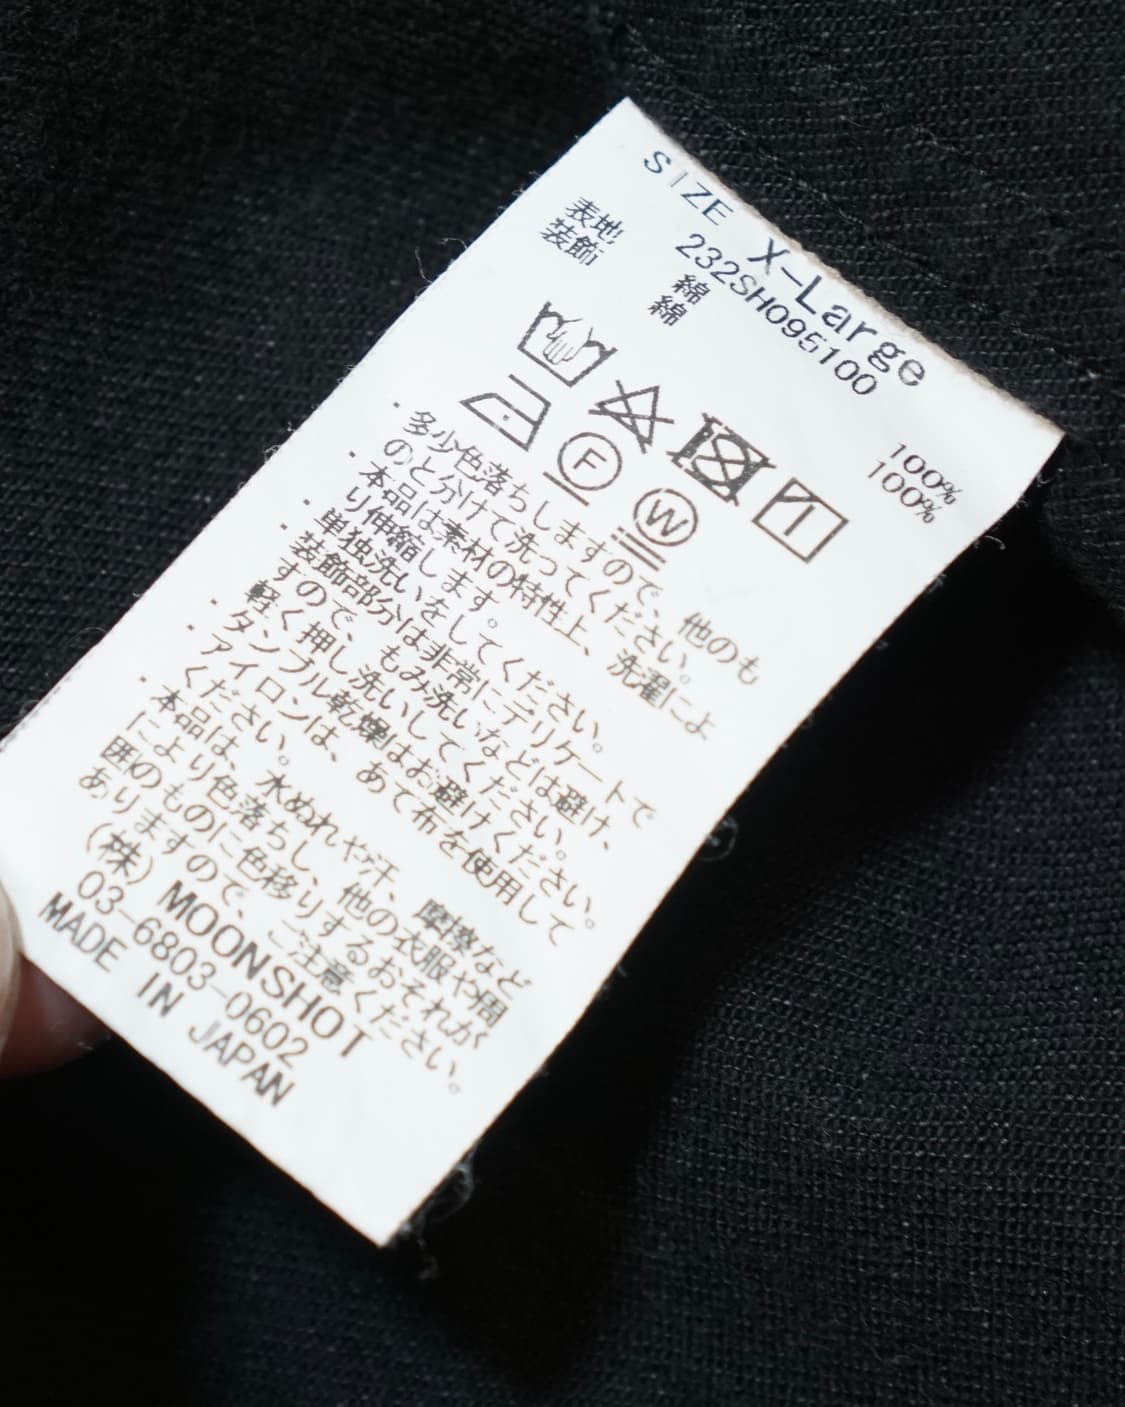 SIZE X-Large
232SH095100
表地 綿 100%
装飾 綿 100%
F
W
・多少色落ちしますので、他のも
のと分けて洗ってください。
・本品は素材の特性上、洗濯によ
り伸縮します。
・単独洗いをしてください。
・装飾部分は非常にデリケートで
すので、もみ洗いなどは避け、
軽く押し洗いしてください。
・タンブル乾燥はお避けください。
・アイロンは、あて布を使用して
ください。
・本品は、水ぬれや汗、摩擦など
により色落ちし、他の衣服や周
囲のものに色移りするおそれが
ありますので、ご注意ください。
(株) MOONSHOT
03-6803-0602
MADE IN JAPAN